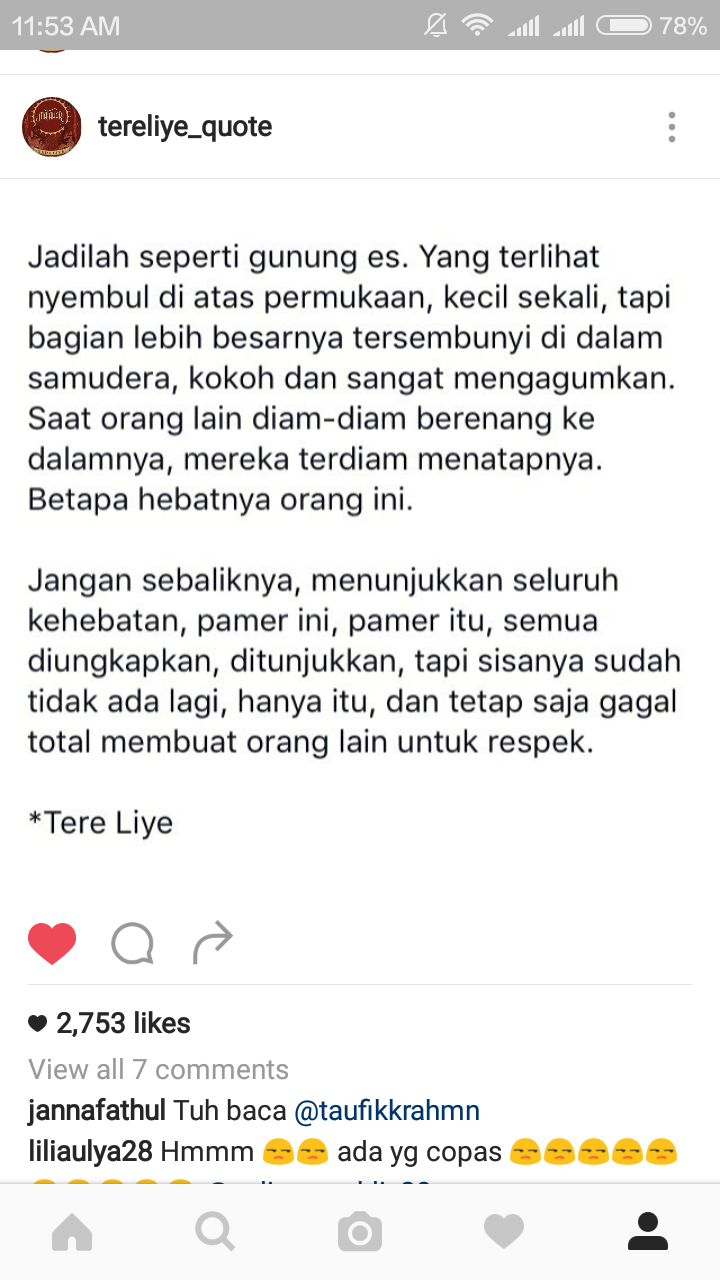 11:53 AM 78%
tereliye_quote
Jadilah seperti gunung es. Yang terlihat
nyembul di atas permukaan, kecil sekali, tapi
bagian lebih besarnya tersembunyi di dalam
samudera, kokoh dan sangat mengagumkan.
Saat orang lain diam-diam berenang ke
dalamnya, mereka terdiam menatapnya.
Betapa hebatnya orang ini.
Jangan sebaliknya, menunjukkan seluruh
kehebatan, pamer ini, pamer itu, semua
diungkapkan, ditunjukkan, tapi sisanya sudah
tidak ada lagi, hanya itu, dan tetap saja gagal
total membuat orang lain untuk respek.
*Tere Liye
2,753 likes
View all 7 comments
jannafathul Tuh baca @taufikkrahmn
liliaulya28 Hmmm 😒😒 ada yg copas 😒😒😒😒😒